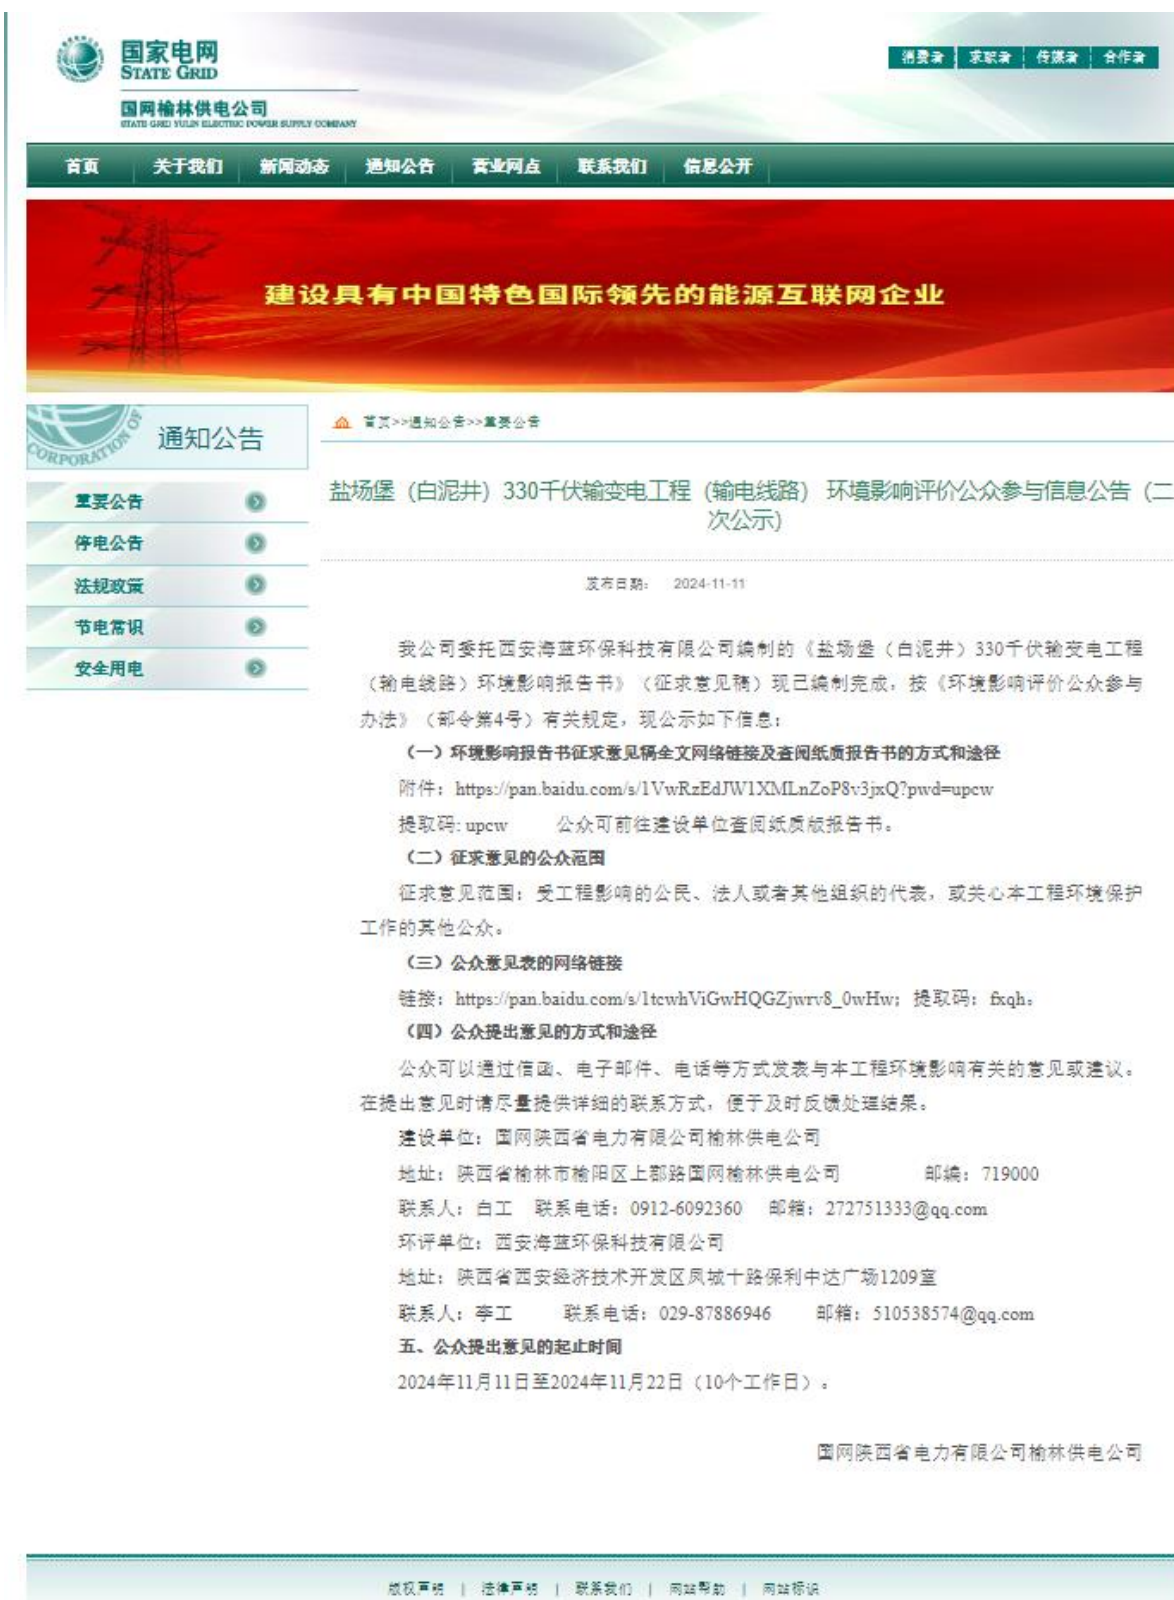 国家电网
STATE GRID
国网榆林供电公司
STATE GRID YULIN ELECTRIC POWER SUPPLY COMPANY
消费者 求职者 传媒者 合作者
首页 关于我们 新闻动态 通知公告 营业网点 联系我们 信息公开
建设具有中国特色国际领先的能源互联网企业
CORPORATION OF
通知公告
重要公告
停电公告
法规政策
节电常识
安全用电
首页>>通知公告>>重要公告
盐场堡（白泥井）330千伏输变电工程（输电线路） 环境影响评价公众参与信息公告（二
次公示）
发布日期： 2024-11-11
我公司委托西安海蓝环保科技有限公司编制的《盐场堡（白泥井）330千伏输变电工程
（输电线路）环境影响报告书》（征求意见稿）现已编制完成，按《环境影响评价公众参与
办法》（部令第4号）有关规定，现公示如下信息：
（一）环境影响报告书征求意见稿全文网络链接及查阅纸质报告书的方式和途径
附件：https://pan.baidu.com/s/1VwRzEdJW1XMLnZoP8v3jxQ?pwd=upcw
提取码: upcw 公众可前往建设单位查阅纸质版报告书。
（二）征求意见的公众范围
征求意见范围：受工程影响的公民、法人或者其他组织的代表，或关心本工程环境保护
工作的其他公众。
（三）公众意见表的网络链接
链接：https://pan.baidu.com/s/1tcwhViGwHQGZjwrv8_0wHw; 提取码：fxqh。
（四）公众提出意见的方式和途径
公众可以通过信函、电子邮件、电话等方式发表与本工程环境影响有关的意见或建议。
在提出意见时请尽量提供详细的联系方式，便于及时反馈处理结果。
建设单位：国网陕西省电力有限公司榆林供电公司
地址：陕西省榆林市榆阳区上郡路国网榆林供电公司 邮编：719000
联系人：白工 联系电话：0912-6092360 邮箱：272751333@qq.com
环评单位：西安海蓝环保科技有限公司
地址：陕西省西安经济技术开发区凤城十路保利中达广场1209室
联系人：李工 联系电话：029-87886946 邮箱：510538574@qq.com
五、公众提出意见的起止时间
2024年11月11日至2024年11月22日（10个工作日）。
国网陕西省电力有限公司榆林供电公司
版权声明 | 法律声明 | 联系我们 | 网站帮助 | 网站标识